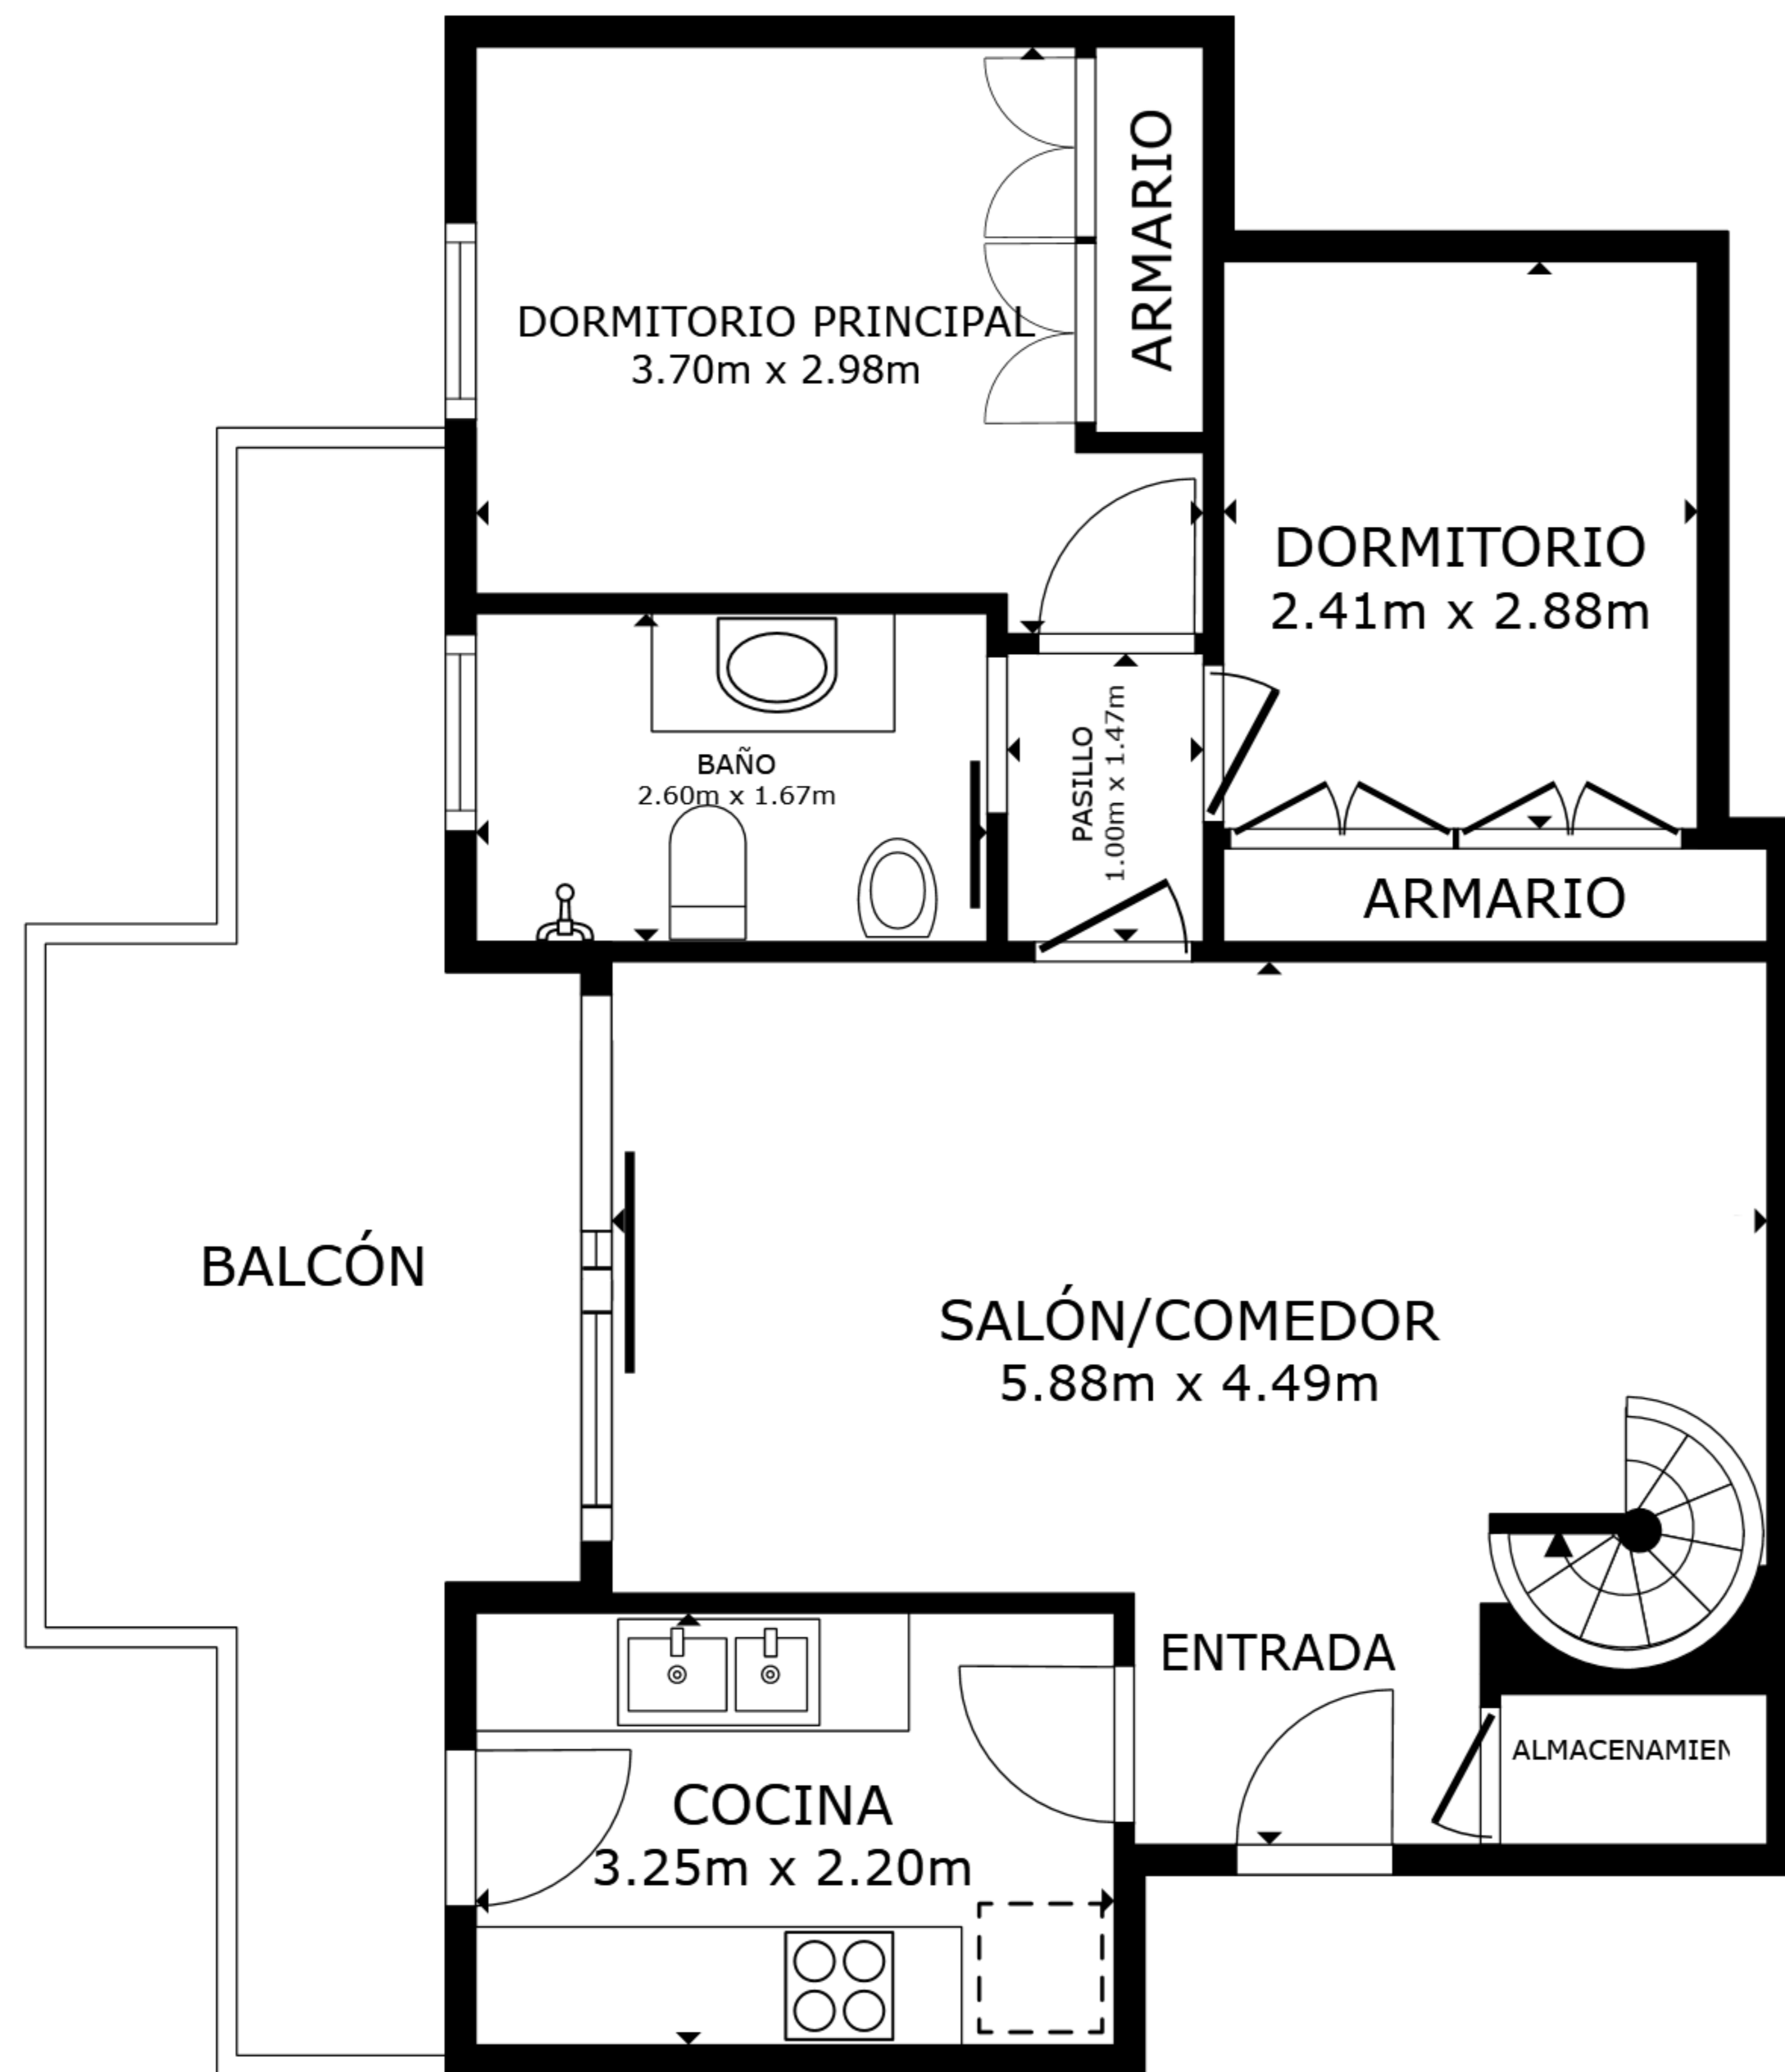 ARMARIO
DORMITORIO PRINCIPAL
3.70m x 2.98m
DORMITORIO
2.41m x 2.88m
BAÑO
2.60m x 1.67m
PASILLO
1.00m x 1.47m
ARMARIO
BALCÓN
SALÓN/COMEDOR
5.88m x 4.49m
ENTRADA
ALMACENAMIEN
COCINA
3.25m x 2.20m